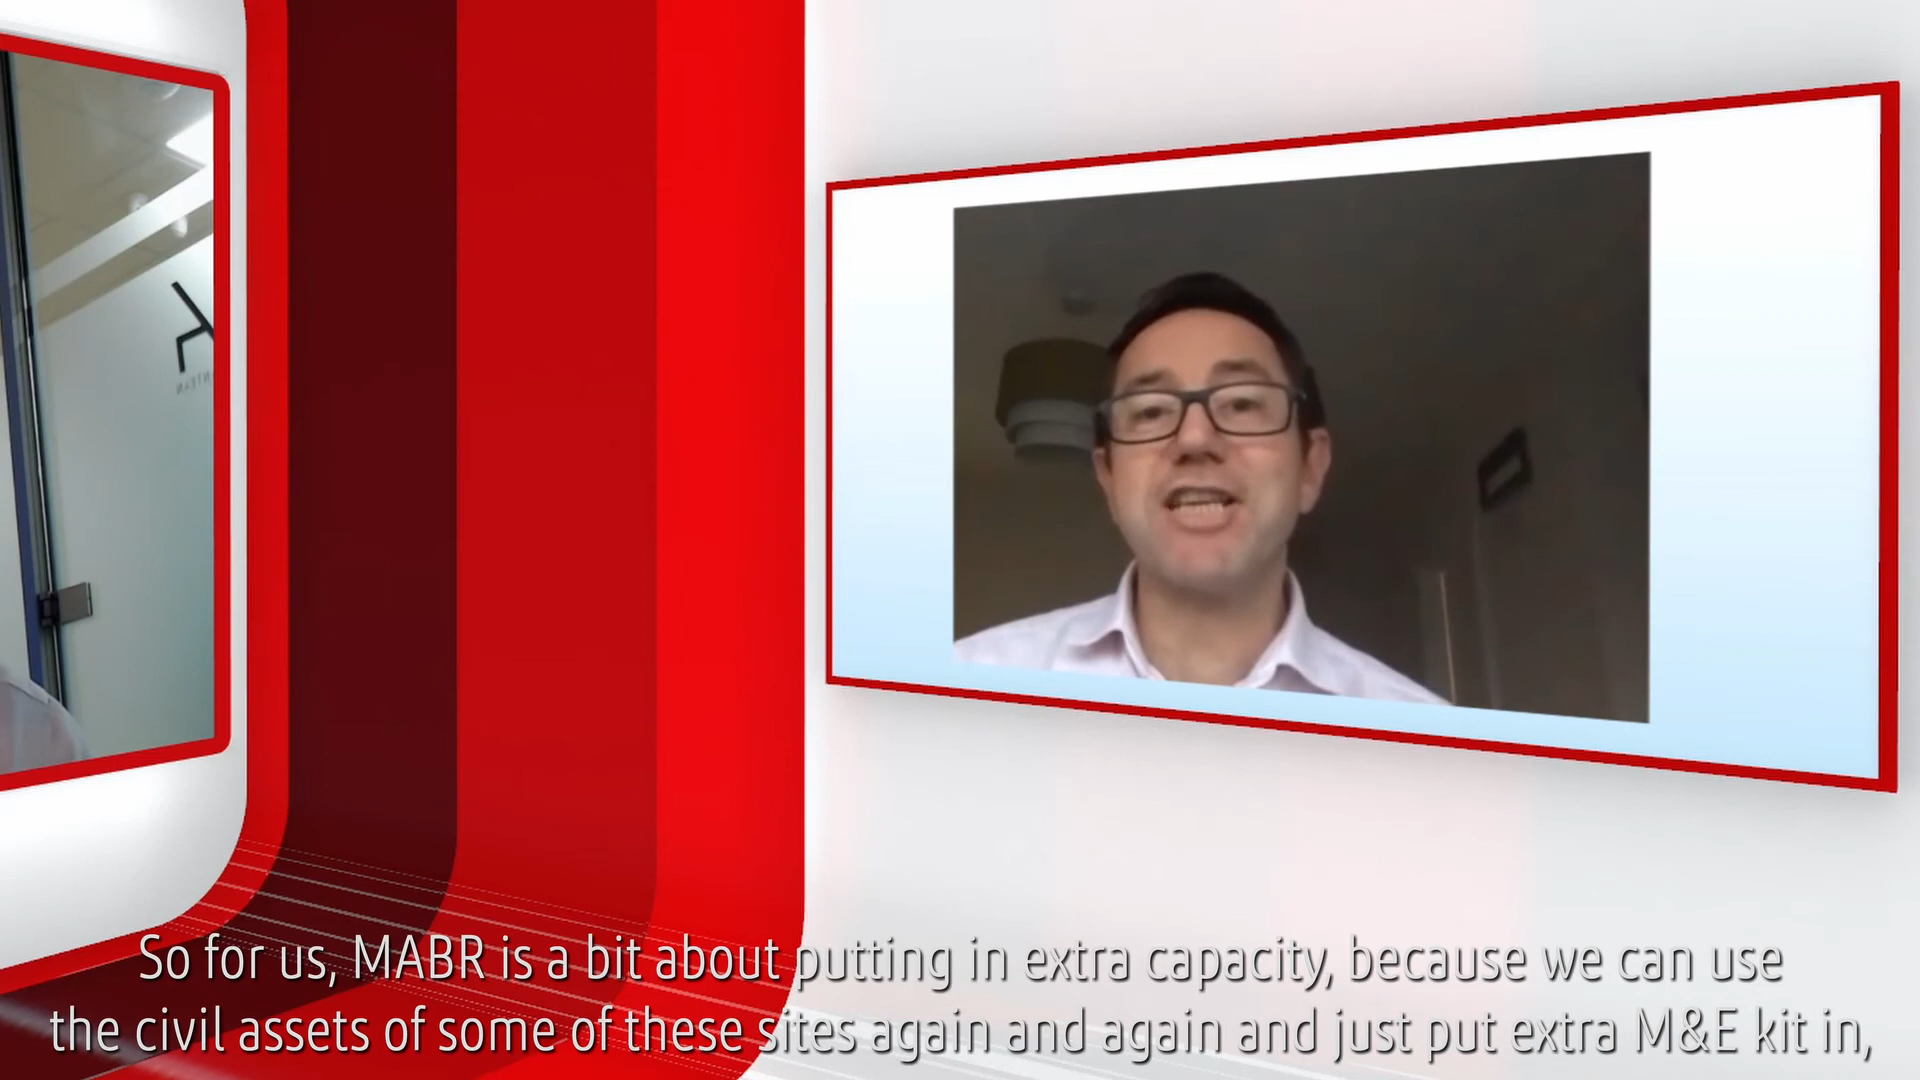 So for us, MABR is a bit about putting in extra capacity, because we can use
the civil assets of some of these sites again and again and just put extra M&E kit in,